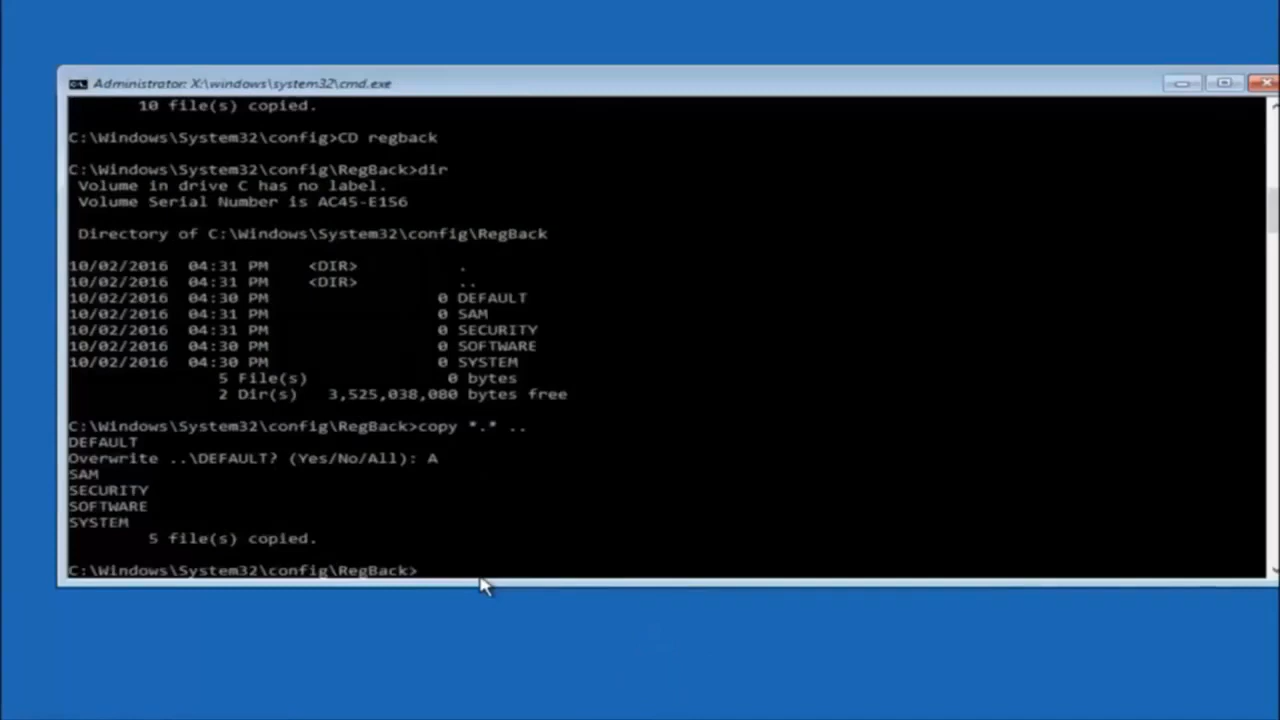 Administrator: X:\windows\system32\cmd.exe
10 file(s) copied.
C:\Windows\System32\config>CD regback
C:\Windows\System32\config\RegBack>dir
Volume in drive C has no label.
Volume Serial Number is AC45-E156
Directory of C:\Windows\System32\config\RegBack
10/02/2016 04:31 PM <DIR> .
10/02/2016 04:31 PM <DIR> ..
10/02/2016 04:30 PM 0 DEFAULT
10/02/2016 04:31 PM 0 SAM
10/02/2016 04:31 PM 0 SECURITY
10/02/2016 04:30 PM 0 SOFTWARE
10/02/2016 04:30 PM 0 SYSTEM
5 File(s) 0 bytes
2 Dir(s) 3,525,038,080 bytes free
C:\Windows\System32\config\RegBack>copy *.* ..
DEFAULT
Overwrite ..\DEFAULT? (Yes/No/All): A
SAM
SECURITY
SOFTWARE
SYSTEM
5 file(s) copied.
C:\Windows\System32\config\RegBack>